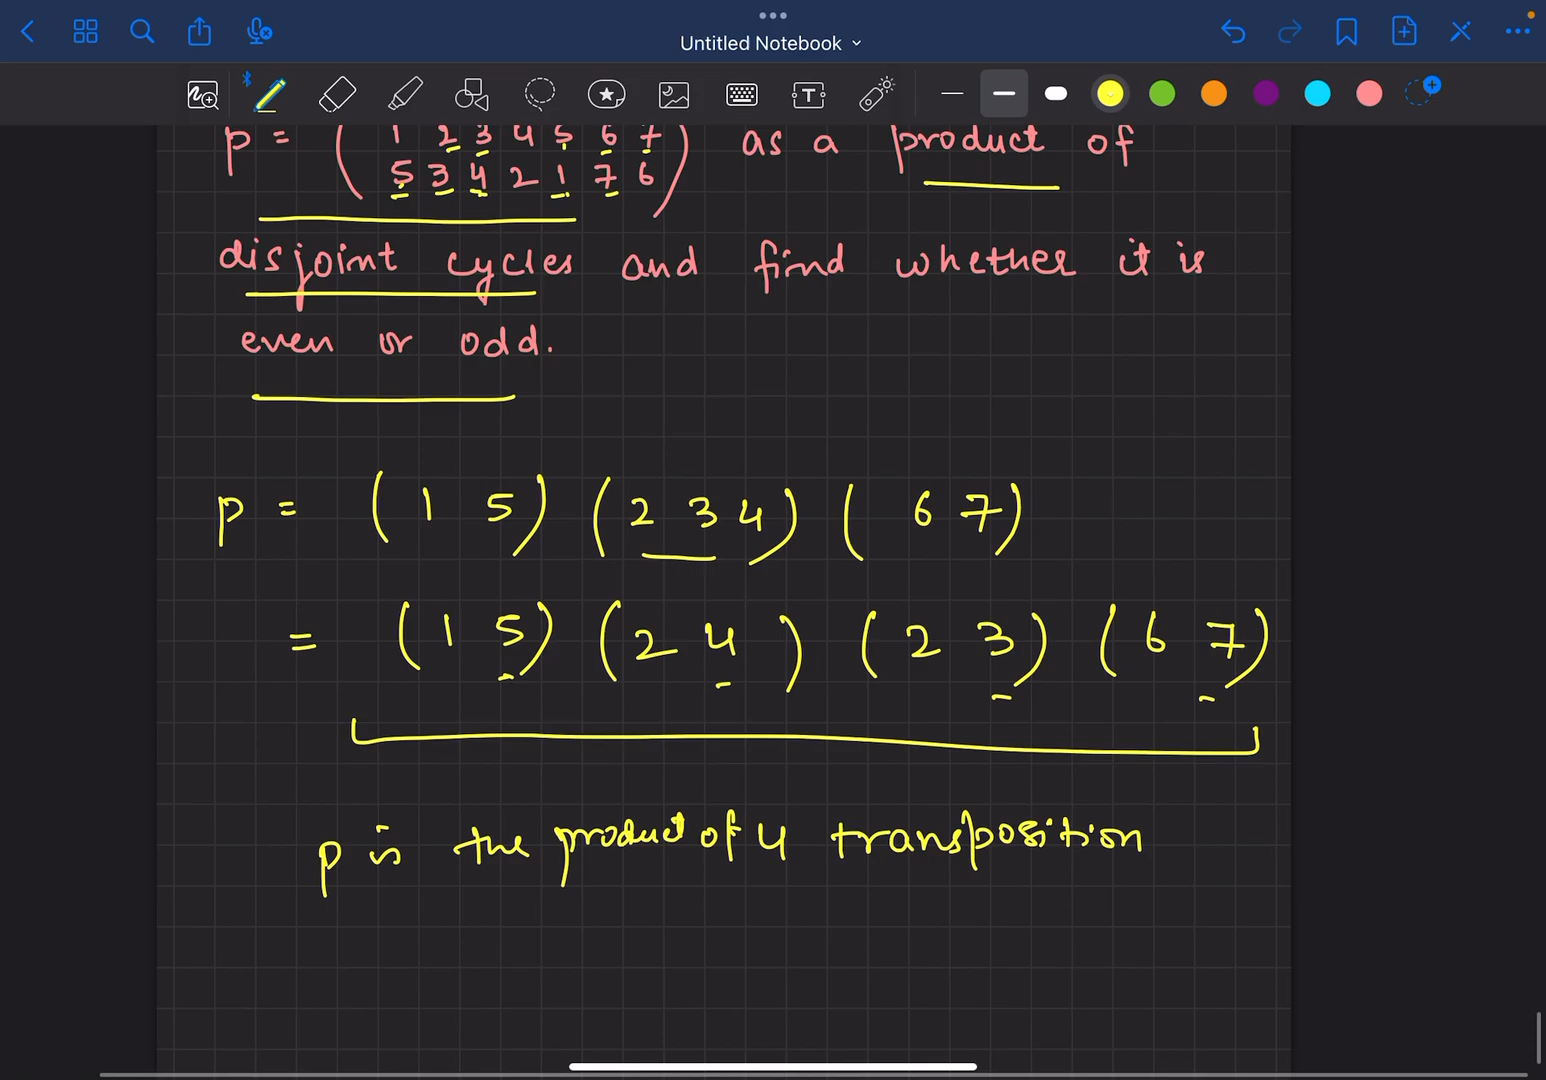 Untitled Notebook
T
p = ( 1 2 3 4 5 6 7 ) as a product of
5 3 4 2 1 7 6
disjoint cycles and find whether it is
even or odd.
p = ( 1 5 ) ( 2 3 4 ) ( 6 7 )
= ( 1 5 ) ( 2 4 ) ( 2 3 ) ( 6 7 )
p is the product of 4 transposition